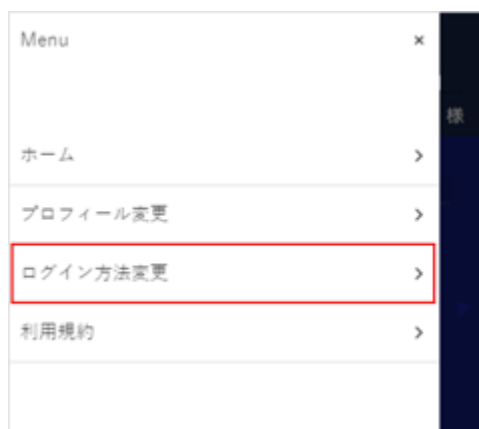 Menu ×
様
ホーム
プロフィール変更
ログイン方法変更
利用規約